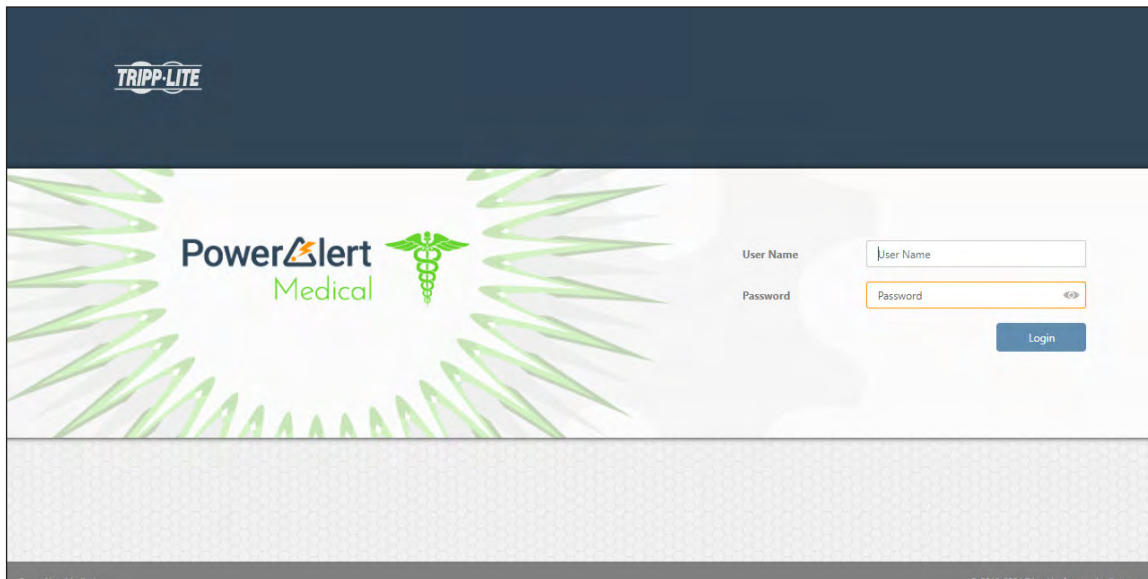 TRIPP·LITE
PowerAlert
Medical
User Name
User Name
Password
Password
Login